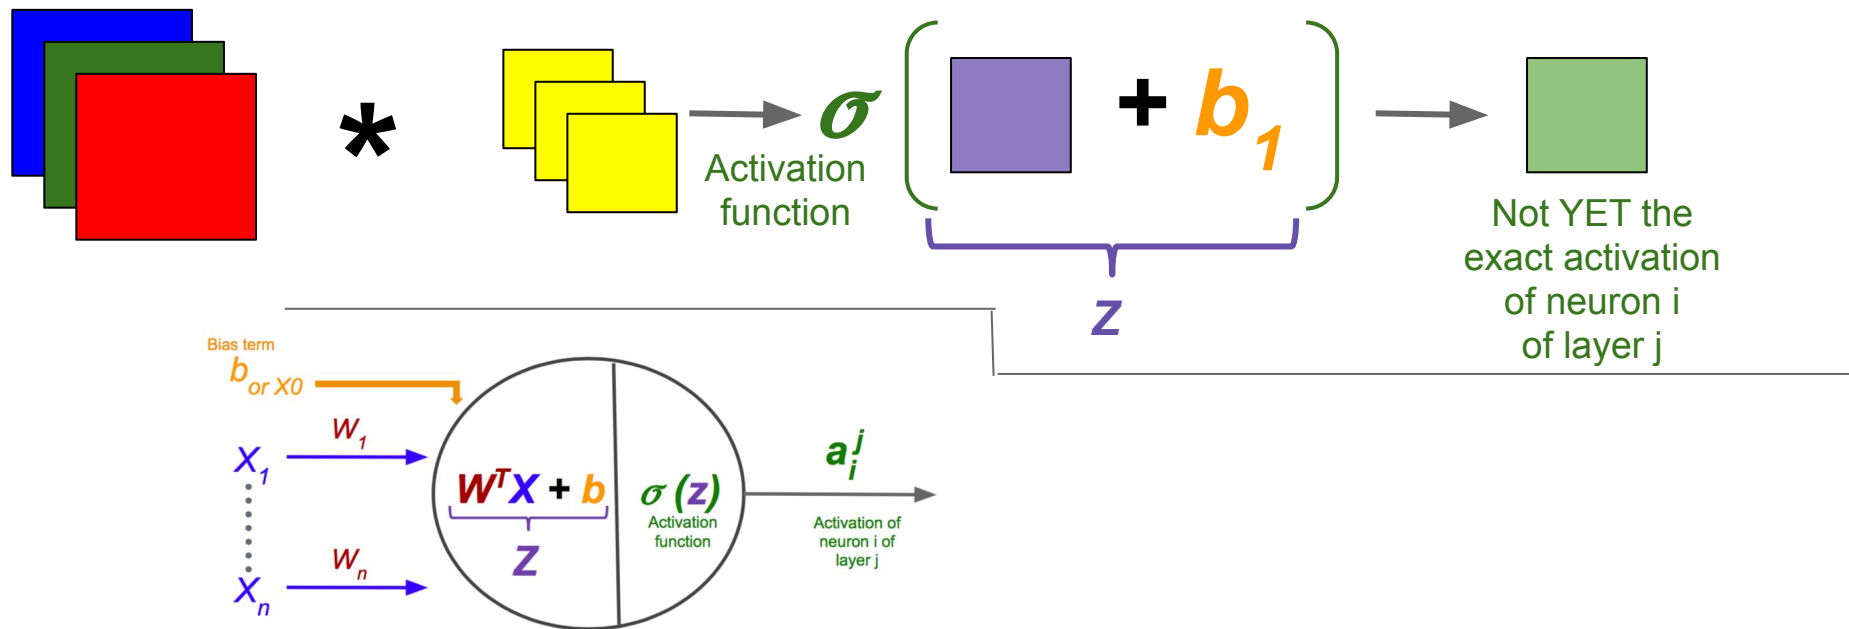 *
σ
Activation
function
+ b1
z
Not YET the
exact activation
of neuron i
of layer j
Bias term
b or X0
X1
W1
Xn
Wn
W^T X + b
z
σ (z)
Activation
function
a_i^j
Activation of
neuron i of
layer j